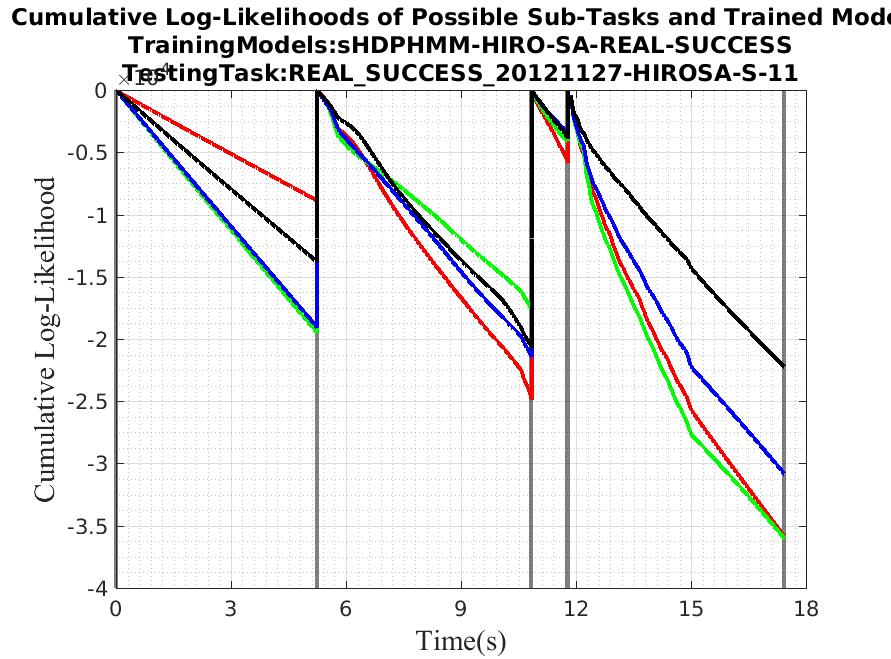 Cumulative Log-Likelihoods of Possible Sub-Tasks and Trained Mode
TrainingModels:sHDPHMM-HIRO-SA-REAL-SUCCESS
TestingTask:REAL_SUCCESS_20121127-HIROSA-S-11
×10⁴
0
-0.5
-1
-1.5
-2
-2.5
-3
-3.5
-4
Cumulative Log-Likelihood
0 3 6 9 12 15 18
Time(s)